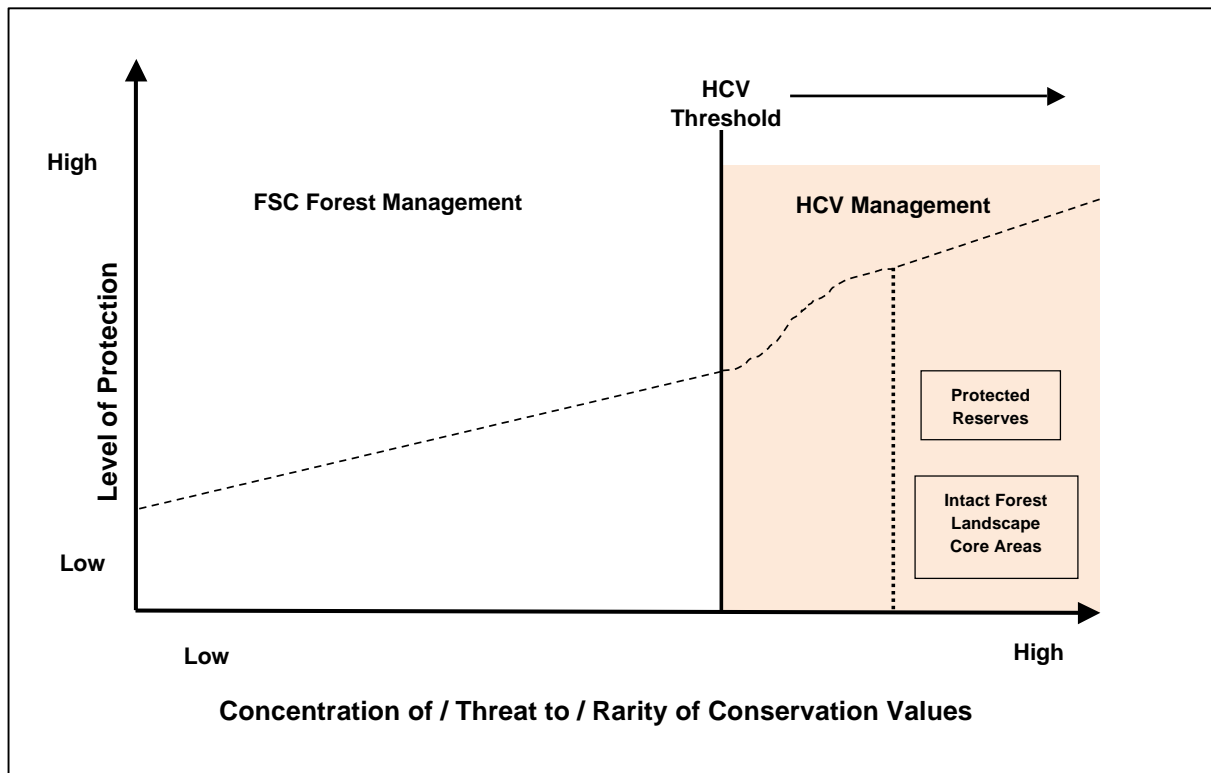 HCV
Threshold
High
FSC Forest Management
HCV Management
Level of Protection
Protected
Reserves
Intact Forest
Landscape
Core Areas
Low
Low
High
Concentration of / Threat to / Rarity of Conservation Values